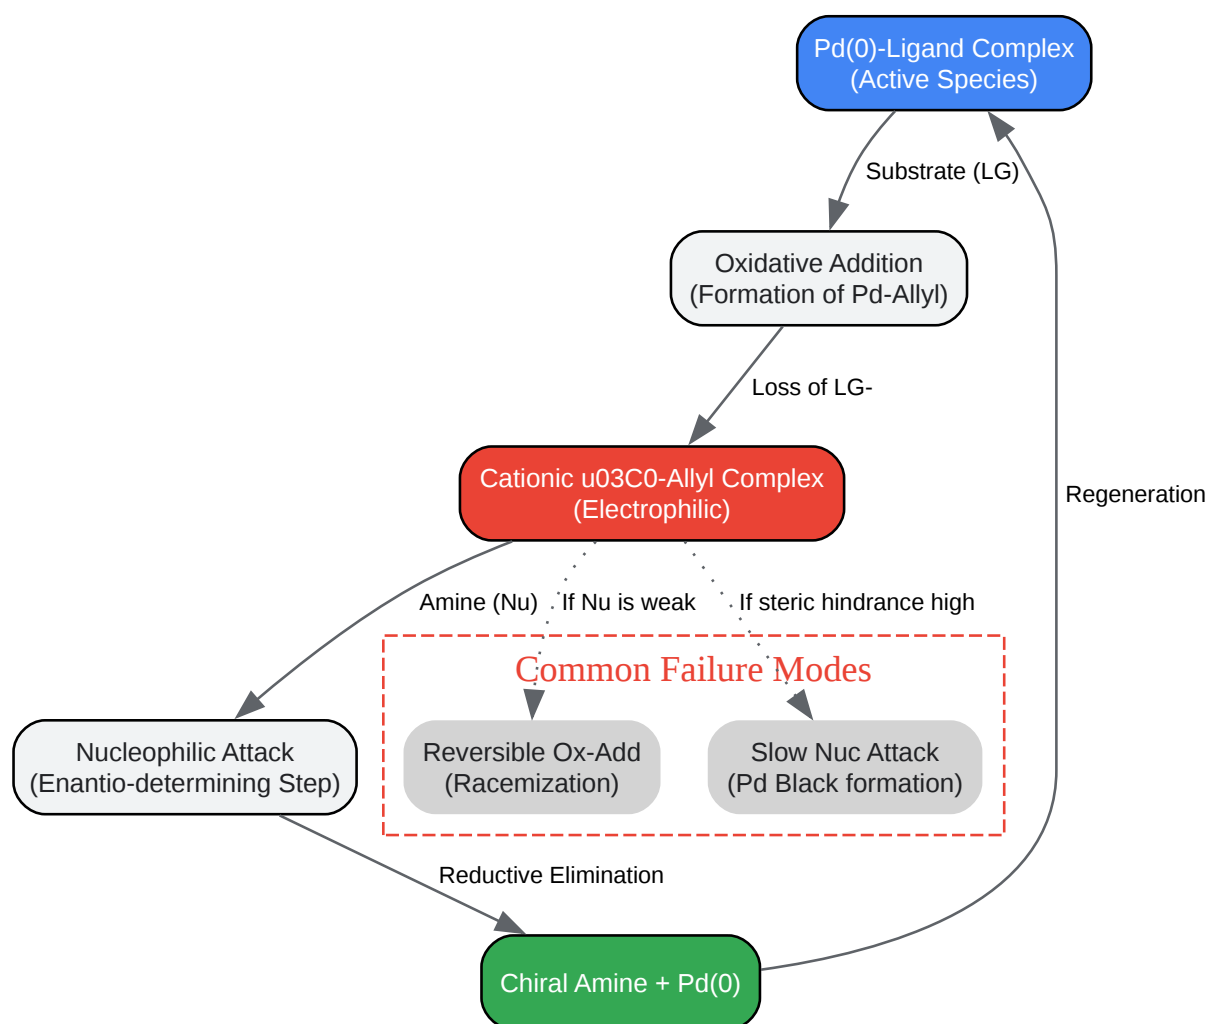 Pd(0)-Ligand Complex
(Active Species)
Substrate (LG)
Oxidative Addition
(Formation of Pd-Allyl)
Loss of LG-
Cationic u03C0-Allyl Complex
(Electrophilic)
Regeneration
Amine (Nu)
If Nu is weak
If steric hindrance high
Common Failure Modes
Nucleophilic Attack
(Enantio-determining Step)
Reversible Ox-Add
(Racemization)
Slow Nuc Attack
(Pd Black formation)
Reductive Elimination
Chiral Amine + Pd(0)